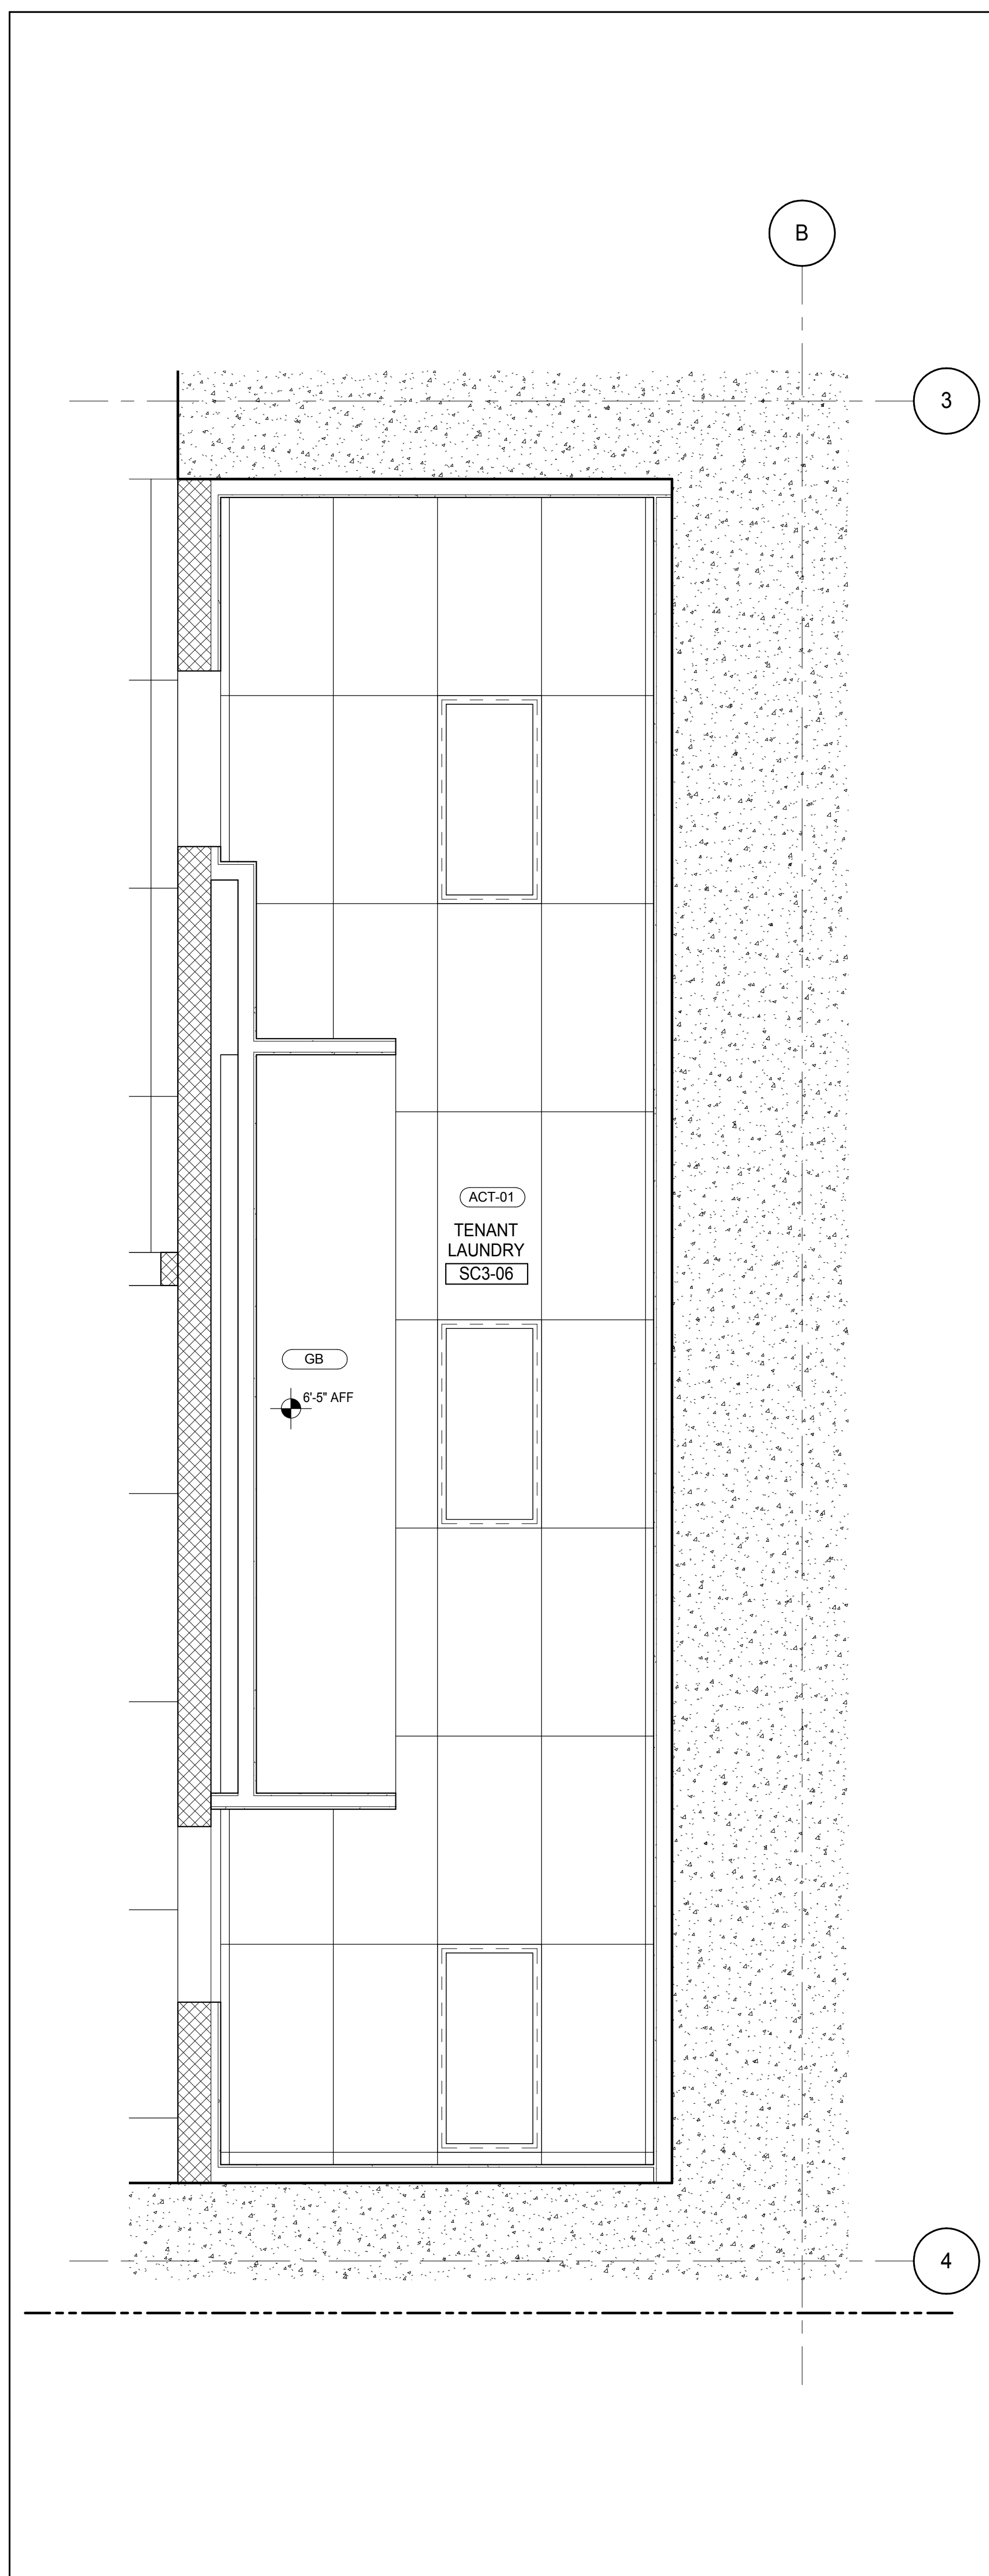 B
3
ACT-01
TENANT
LAUNDRY
SC3-06
GB
6'-5" AFF
4